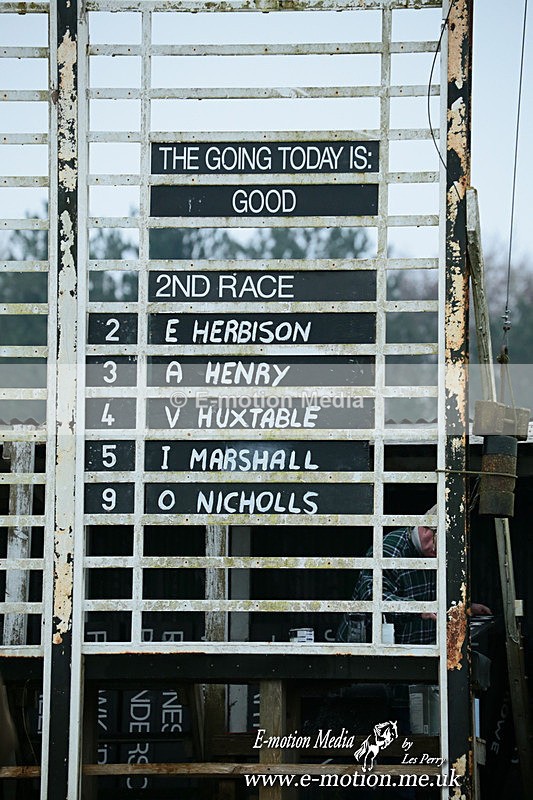 THE GOING TODAY IS:
GOOD
2ND RACE
2 E HERBISON
3 A HENRY
© E-motion Media
4 V HUXTABLE
5 I MARSHALL
9 O NICHOLLS
E-motion Media by
Les Perry
www.e-motion.me.uk